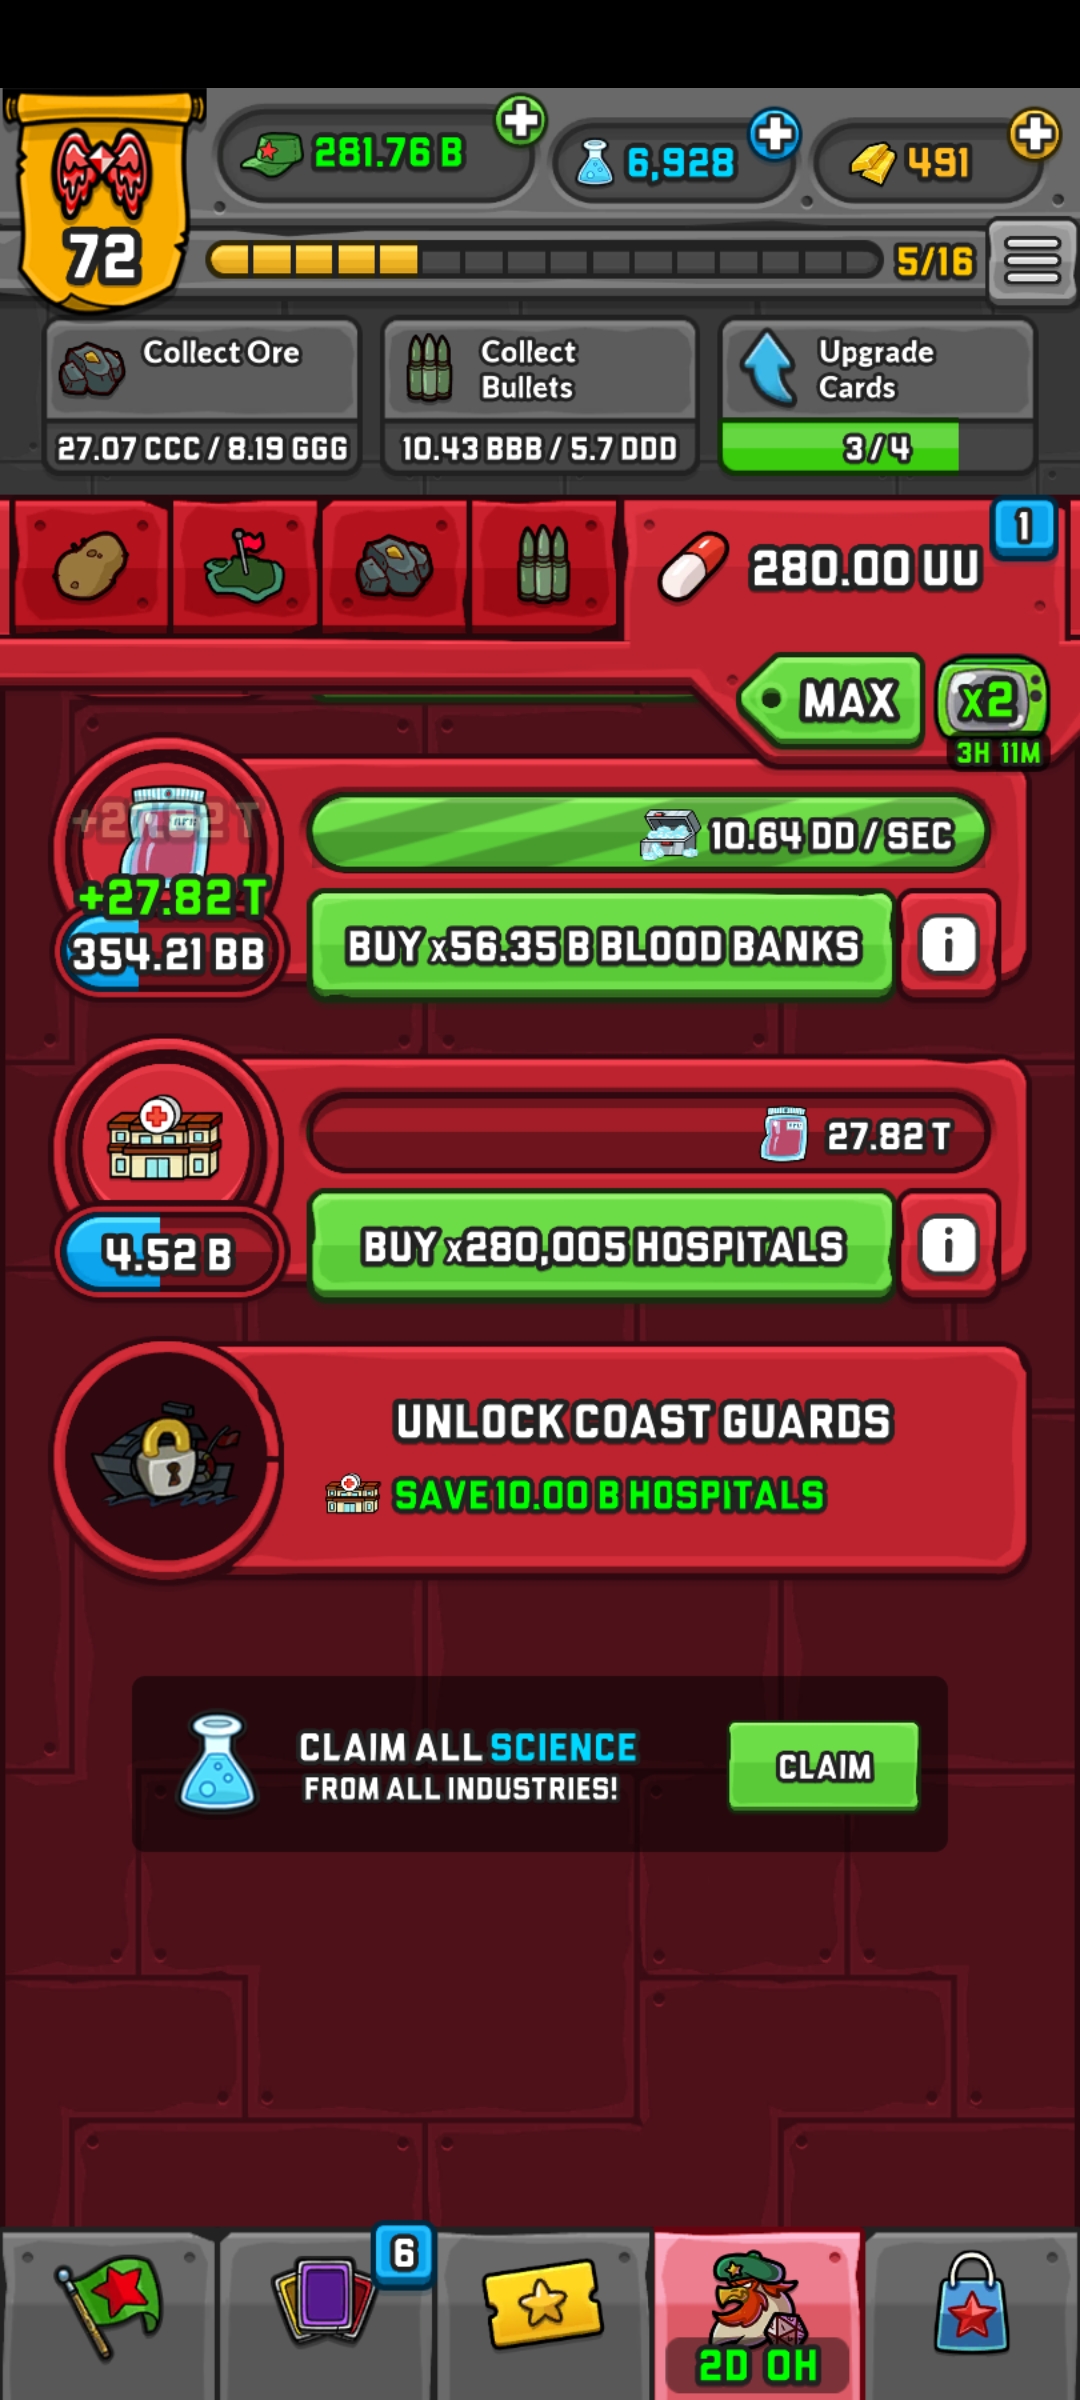 281.76 B
6,928
491
72
5/16
Collect Ore
27.07 CCC / 8.19 GGG
Collect
Bullets
10.43 BBB / 5.7 DDD
Upgrade
Cards
3/4
280.00 UU
1
MAX
x2
3H 11M
+27.82 T
+27.82 T
354.21 BB
10.64 DD / SEC
BUY x56.35 B BLOOD BANKS
i
27.82 T
4.52 B
BUY x280,005 HOSPITALS
i
UNLOCK COAST GUARDS
SAVE 10.00 B HOSPITALS
CLAIM ALL SCIENCE
FROM ALL INDUSTRIES!
CLAIM
6
2D 0H